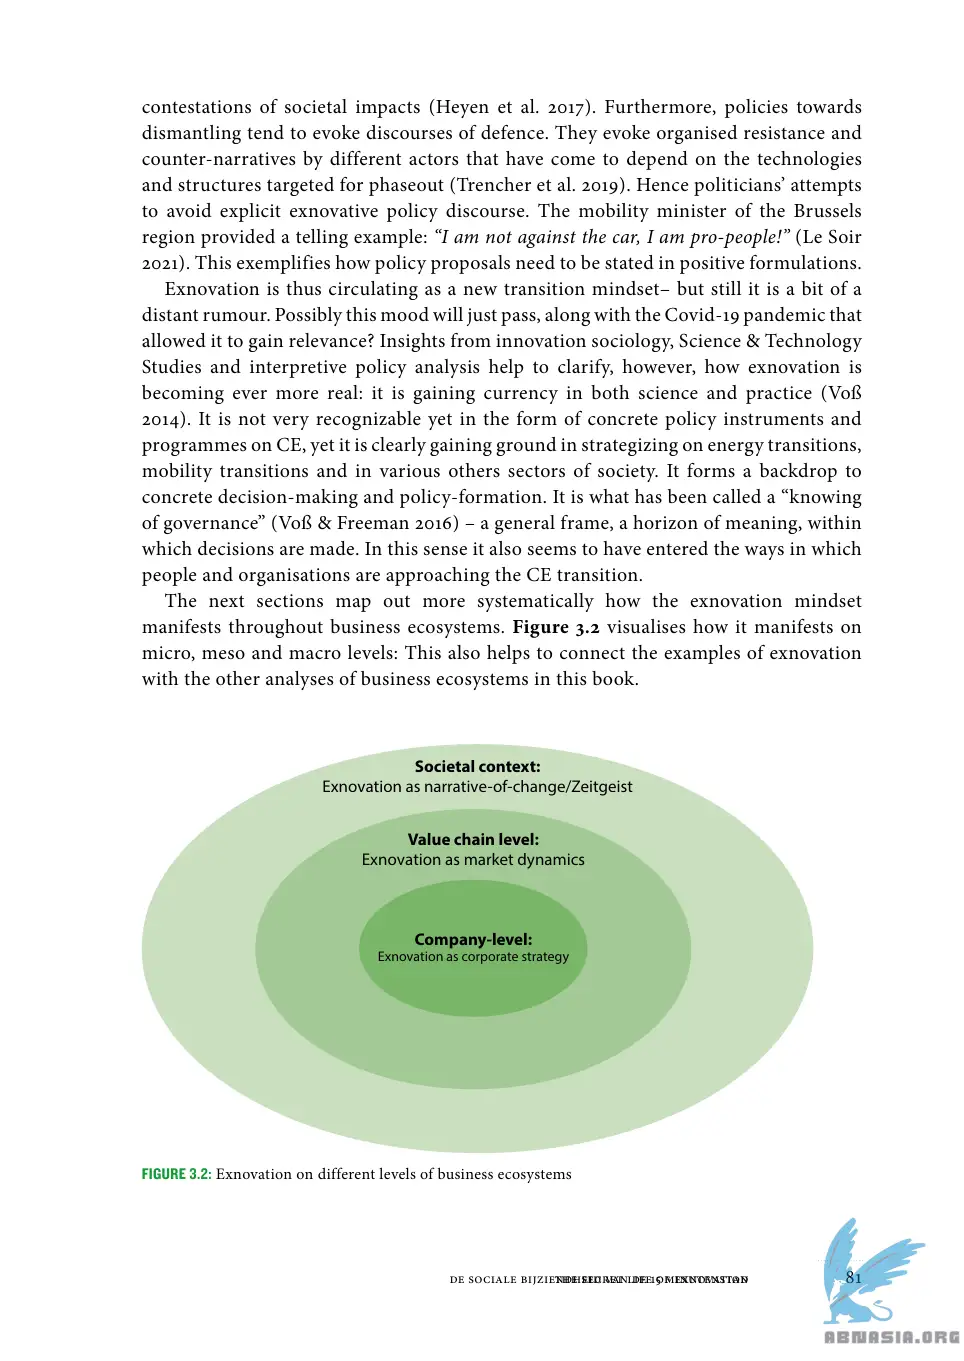 contestations of societal impacts (Heyen et al. 2017). Furthermore, policies towards
dismantling tend to evoke discourses of defence. They evoke organised resistance and
counter-narratives by different actors that have come to depend on the technologies
and structures targeted for phaseout (Trencher et al. 2019). Hence politicians’ attempts
to avoid explicit exnovative policy discourse. The mobility minister of the Brussels
region provided a telling example: “I am not against the car, I am pro-people!” (Le Soir
2021). This exemplifies how policy proposals need to be stated in positive formulations.
Exnovation is thus circulating as a new transition mindset– but still it is a bit of a
distant rumour. Possibly this mood will just pass, along with the Covid-19 pandemic that
allowed it to gain relevance? Insights from innovation sociology, Science & Technology
Studies and interpretive policy analysis help to clarify, however, how exnovation is
becoming ever more real: it is gaining currency in both science and practice (Voß
2014). It is not very recognizable yet in the form of concrete policy instruments and
programmes on CE, yet it is clearly gaining ground in strategizing on energy transitions,
mobility transitions and in various others sectors of society. It forms a backdrop to
concrete decision-making and policy-formation. It is what has been called a “knowing
of governance” (Voß & Freeman 2016) – a general frame, a horizon of meaning, within
which decisions are made. In this sense it also seems to have entered the ways in which
people and organisations are approaching the CE transition.
The next sections map out more systematically how the exnovation mindset
manifests throughout business ecosystems. Figure 3.2 visualises how it manifests on
micro, meso and macro levels: This also helps to connect the examples of exnovation
with the other analyses of business ecosystems in this book.
Societal context:
Exnovation as narrative-of-change/Zeitgeist
Value chain level:
Exnovation as market dynamics
Company-level:
Exnovation as corporate strategy
FIGURE 3.2: Exnovation on different levels of business ecosystems
DE SOCIALE
81
ABNASIA.ORG